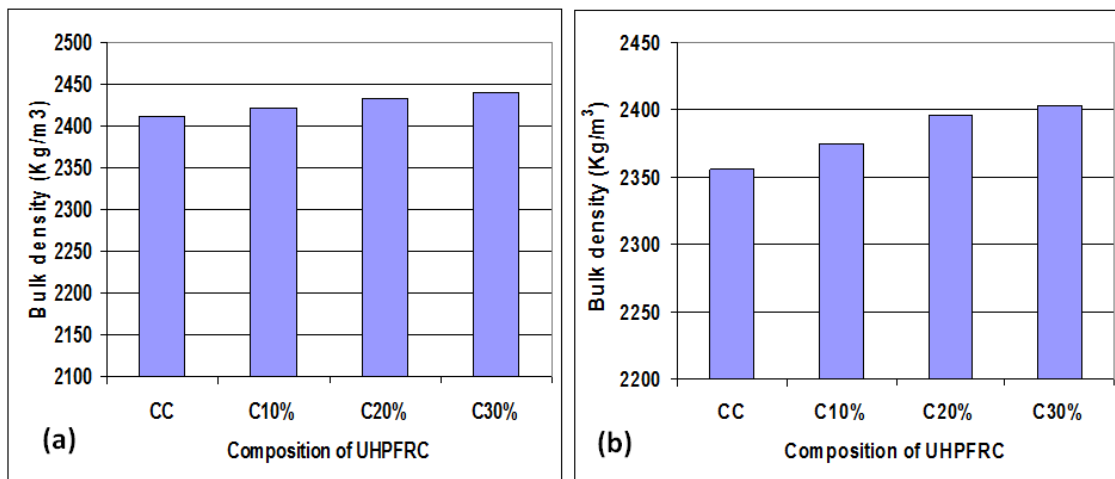 2500
2450
2400
2350
2300
2250
2200
2150
2100
Bulk density (Kg/m3)
CC C10% C20% C30%
Composition of UHPFRC
(a)
2450
2400
2350
2300
2250
2200
Bulk density (Kg/m³)
CC C10% C20% C30%
Composition of UHPFRC
(b)